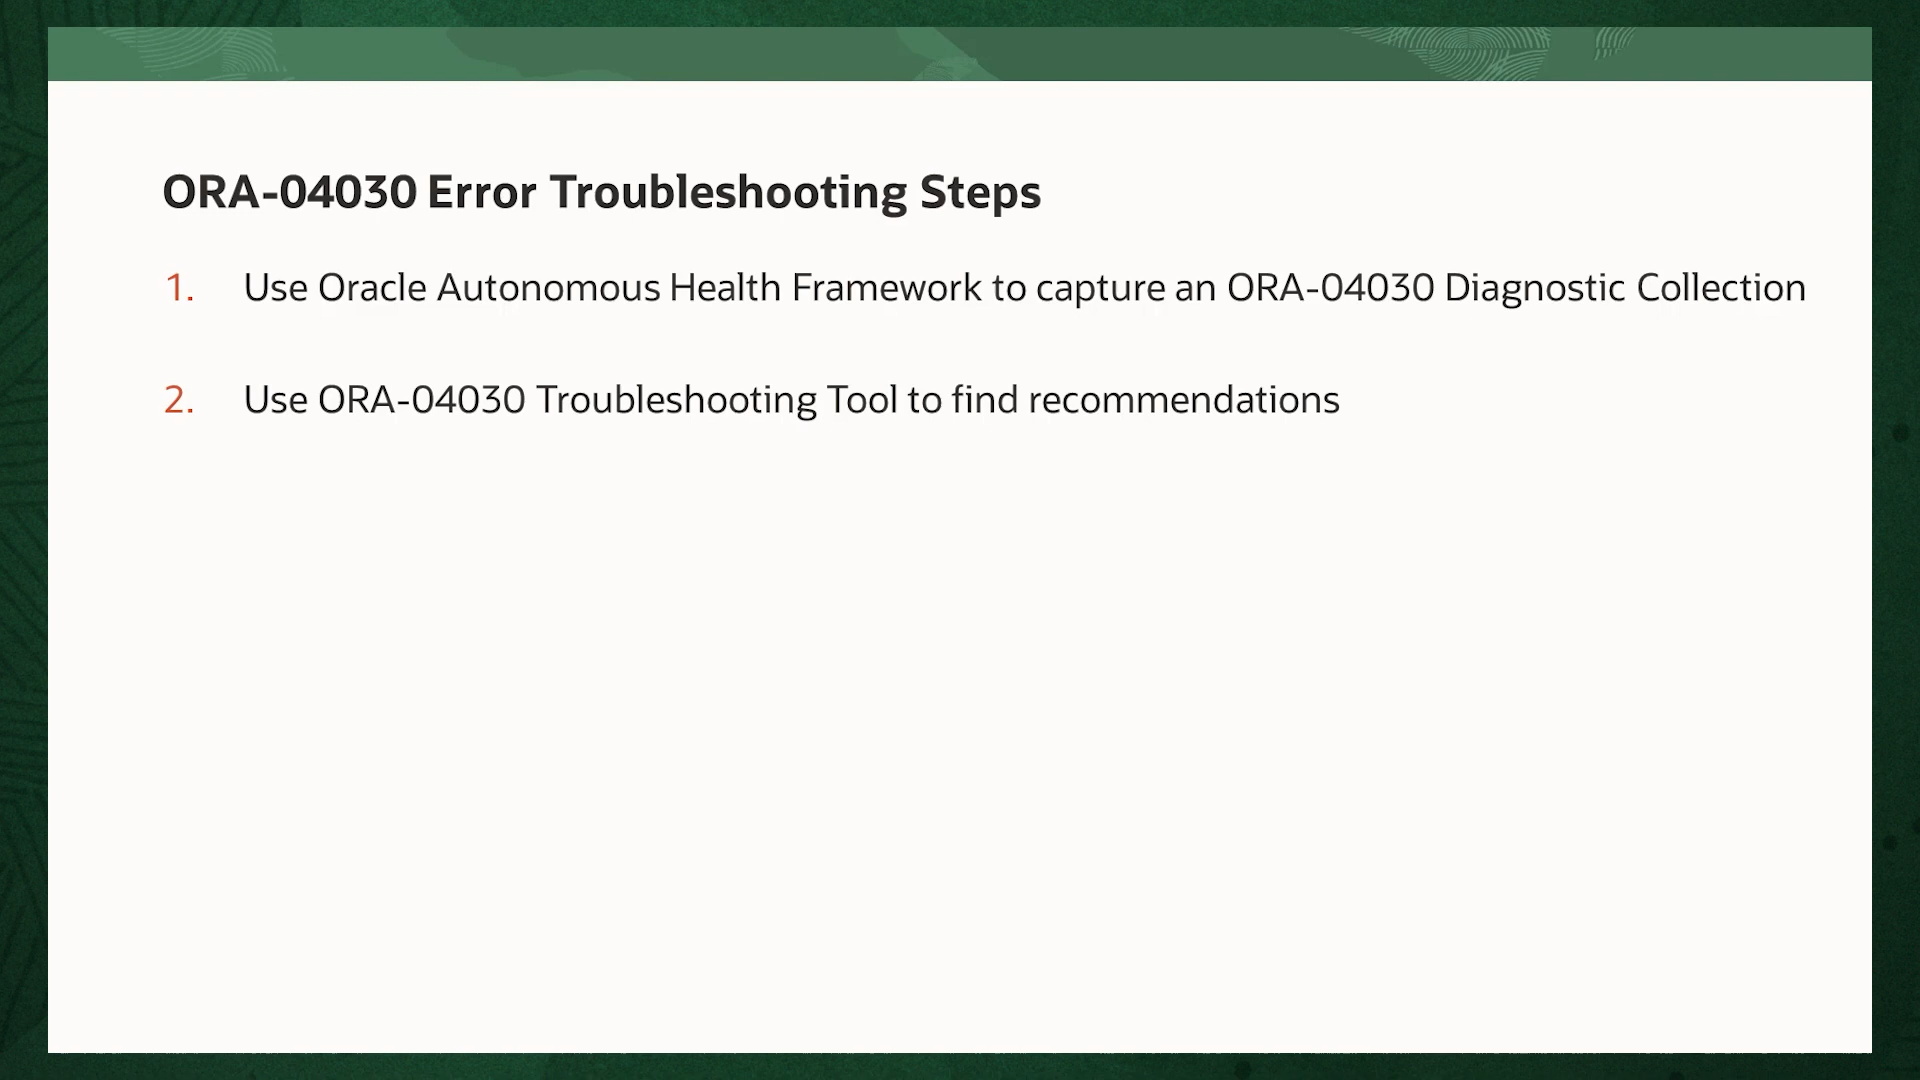 ORA-04030 Error Troubleshooting Steps
1. Use Oracle Autonomous Health Framework to capture an ORA-04030 Diagnostic Collection
2. Use ORA-04030 Troubleshooting Tool to find recommendations